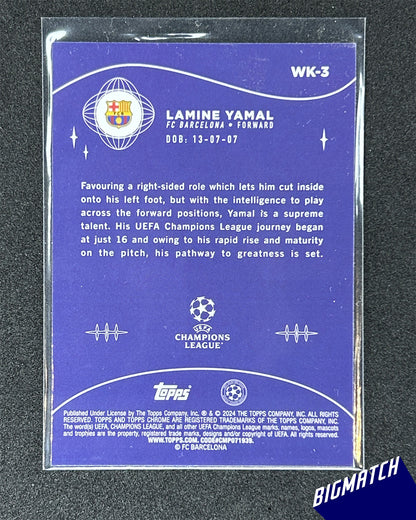 WK-3
LAMINE YAMAL
FC BARCELONA • FORWARD
DOB: 13-07-07
Favouring a right-sided role which lets him cut inside
onto his left foot, but with the intelligence to play
across the forward positions, Yamal is a supreme
talent. His UEFA Champions League journey began
at just 16 and owing to his rapid rise and maturity
on the pitch, his pathway to greatness is set.
UEFA
CHAMPIONS
LEAGUE
Topps
Published Under License by The Topps Company, Inc. ® & © 2024 THE TOPPS COMPANY, INC. ALL RIGHTS
RESERVED. TOPPS AND TOPPS CHROME ARE REGISTERED TRADEMARKS OF THE TOPPS COMPANY, INC.
The word(s) UEFA, CHAMPIONS LEAGUE, and all other UEFA Champions League marks, names, logos, mascots
and trophies are the property, registered trade marks, designs and/or copyright of UEFA. All rights reserved.
WWW.TOPPS.COM. CODE#CMP071939.
© FC BARCELONA
BIGMATCH